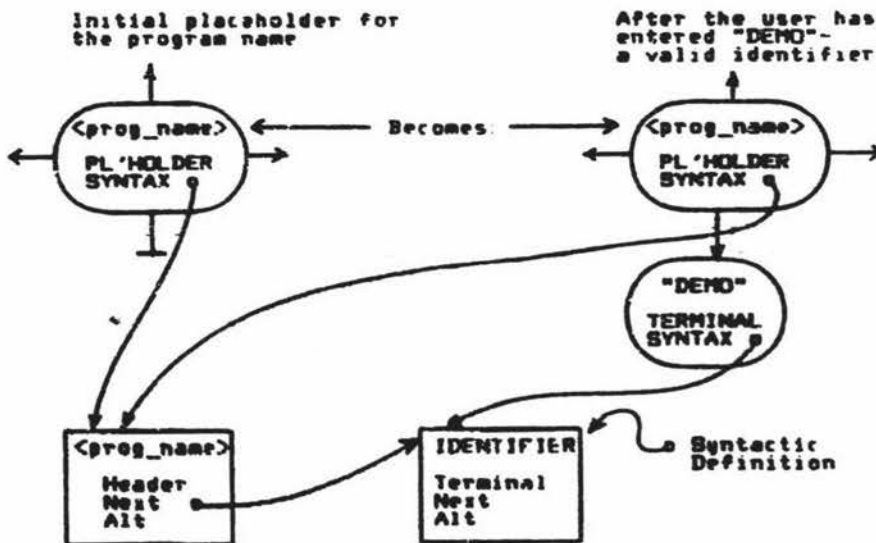 Initial placeholder for
the program name
After the user has
entered "DEMO"-
a valid identifier
<prog_name>
PL'HOLDER
SYNTAX
Becomes
<prog_name>
PL'HOLDER
SYNTAX
"DEMO"
TERMINAL
SYNTAX
<prog_name>
Header
Next
Alt
IDENTIFIER
Terminal
Next
Alt
Syntactic
Definition